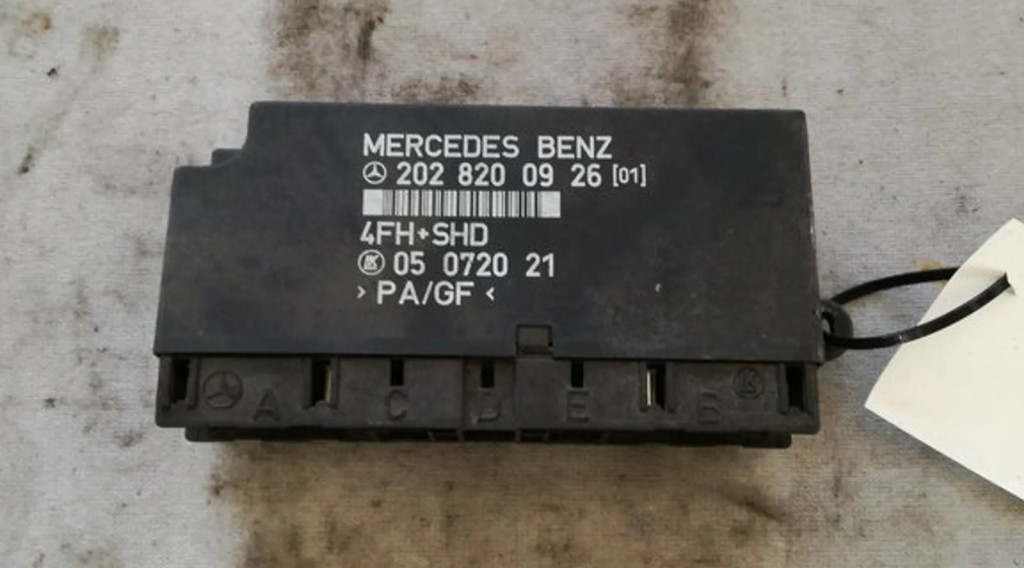 MERCEDES BENZ
202 820 09 26 [01]
4FH+SHD
K 05 0720 21
> PA/GF <
A C D E B